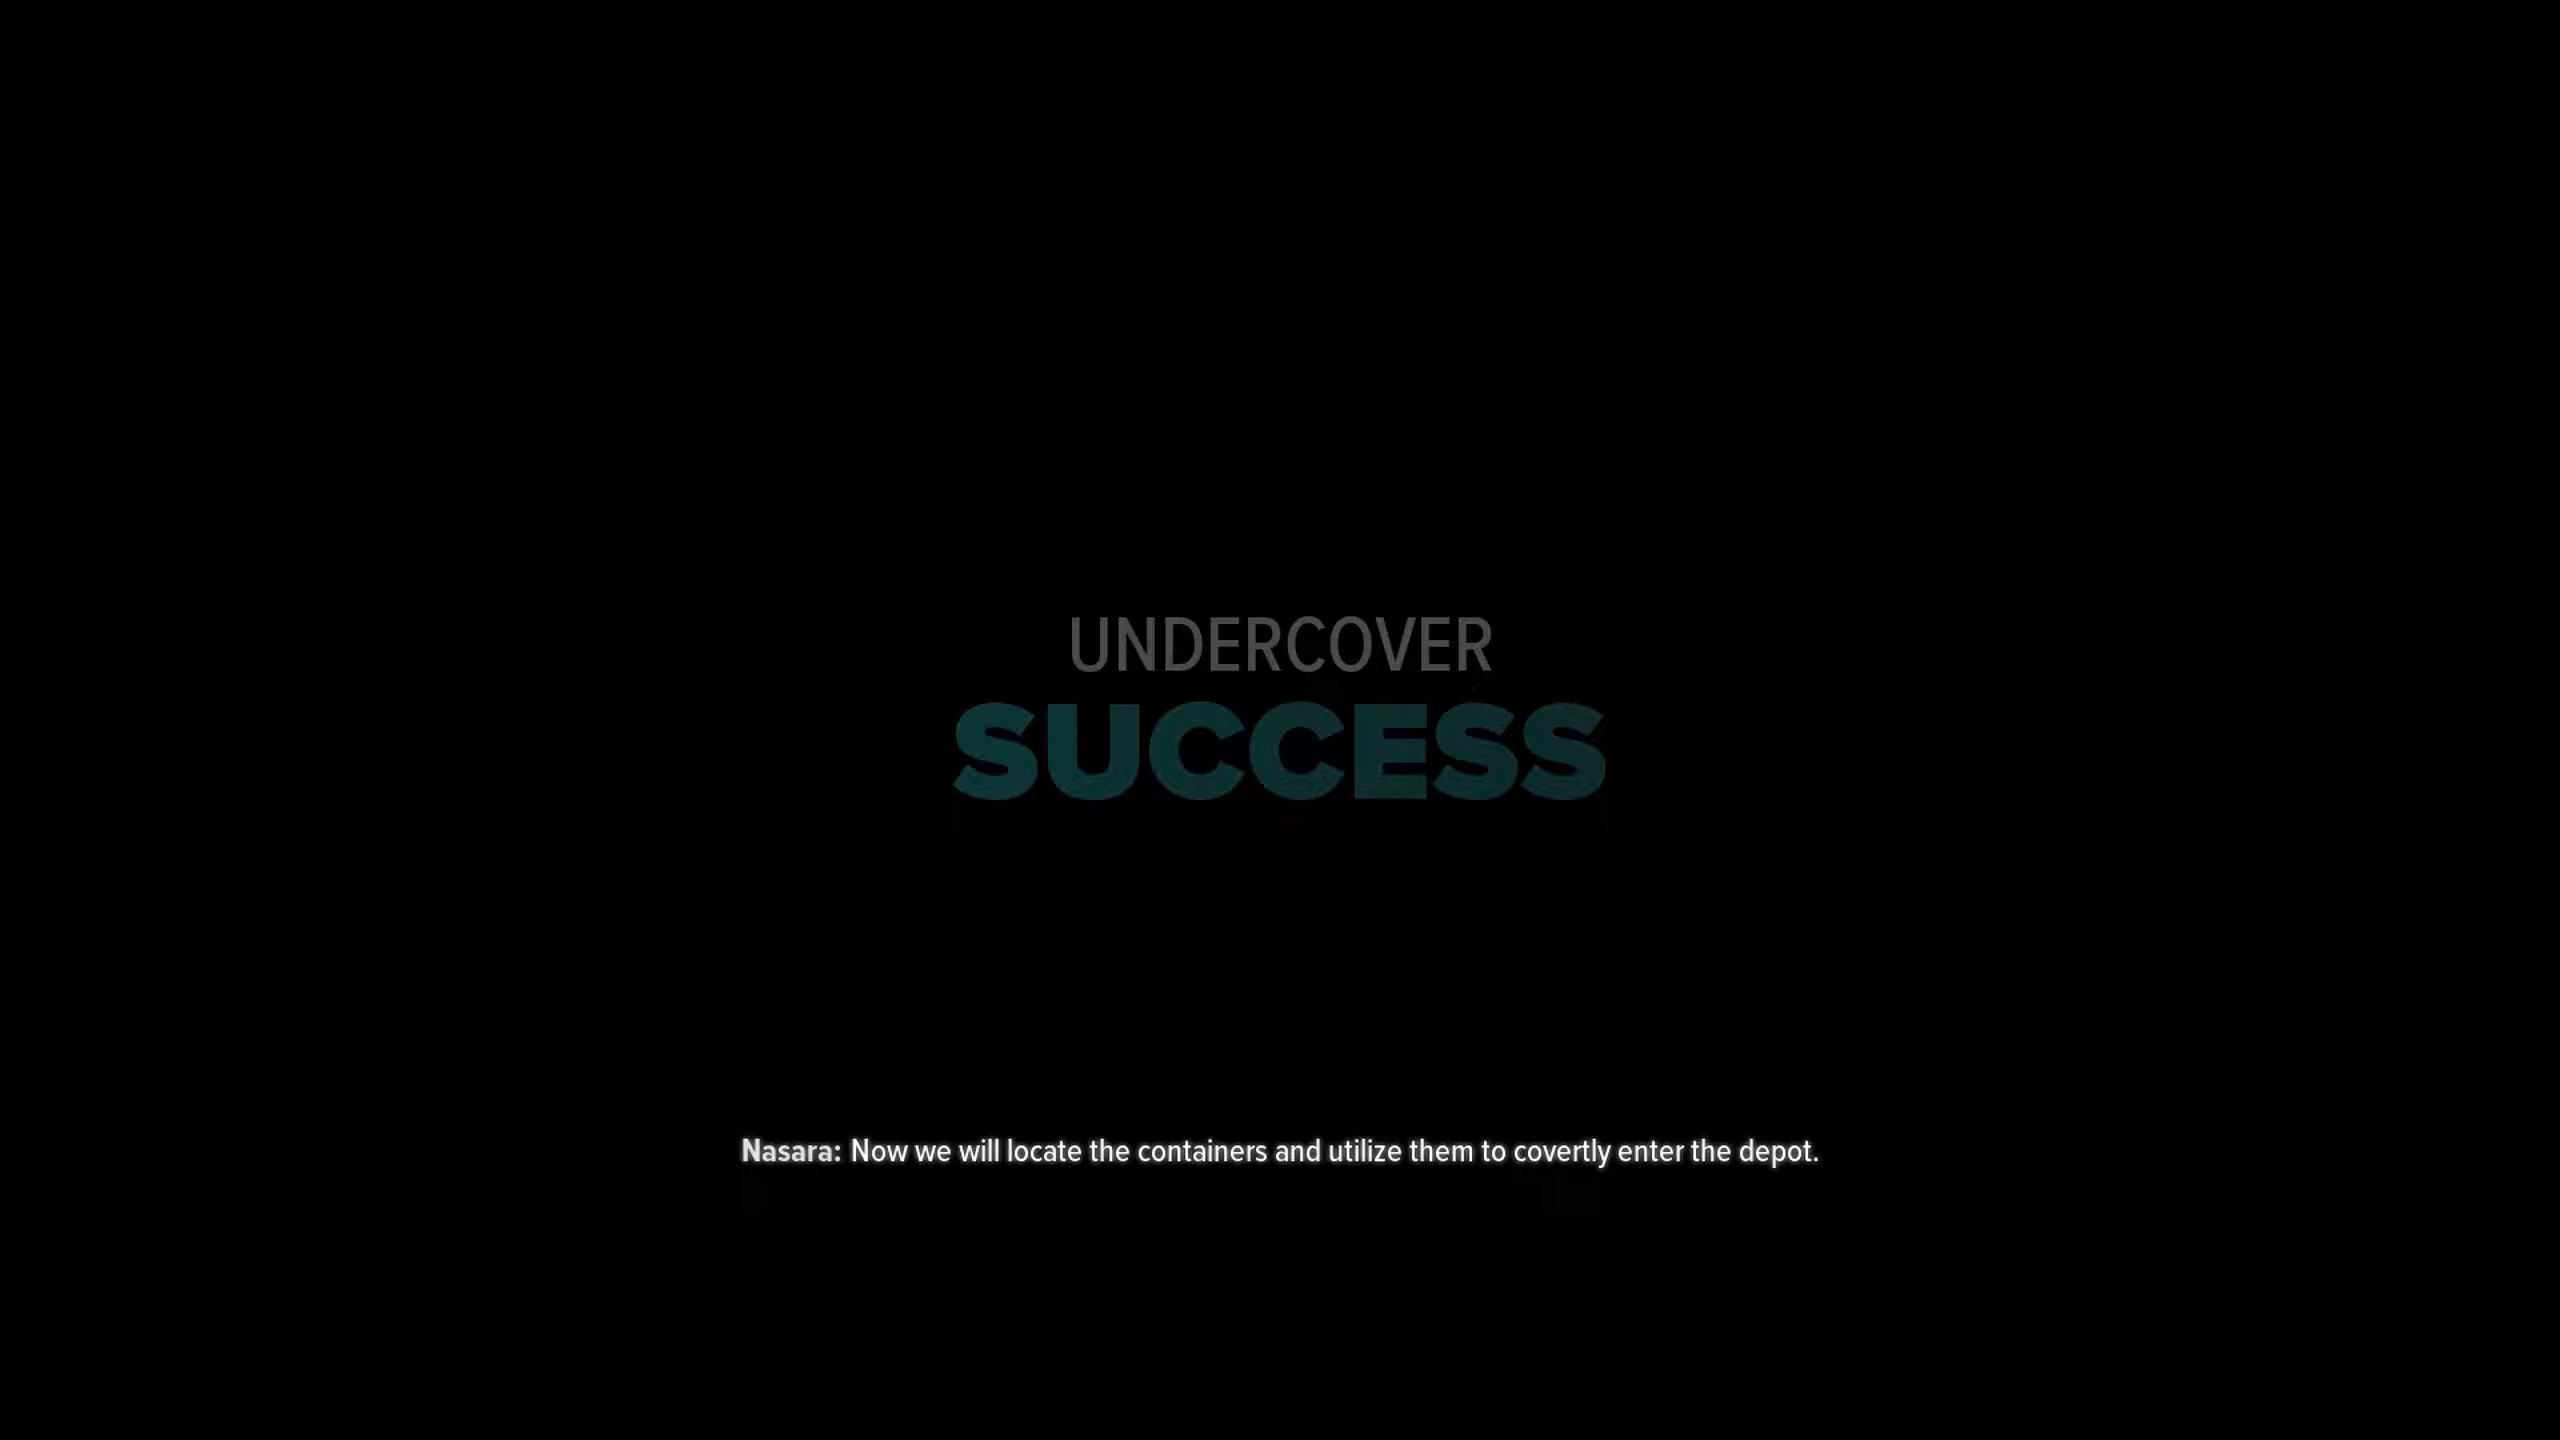 UNDERCOVER
SUCCESS
Nasara: Now we will locate the containers and utilize them to covertly enter the depot.